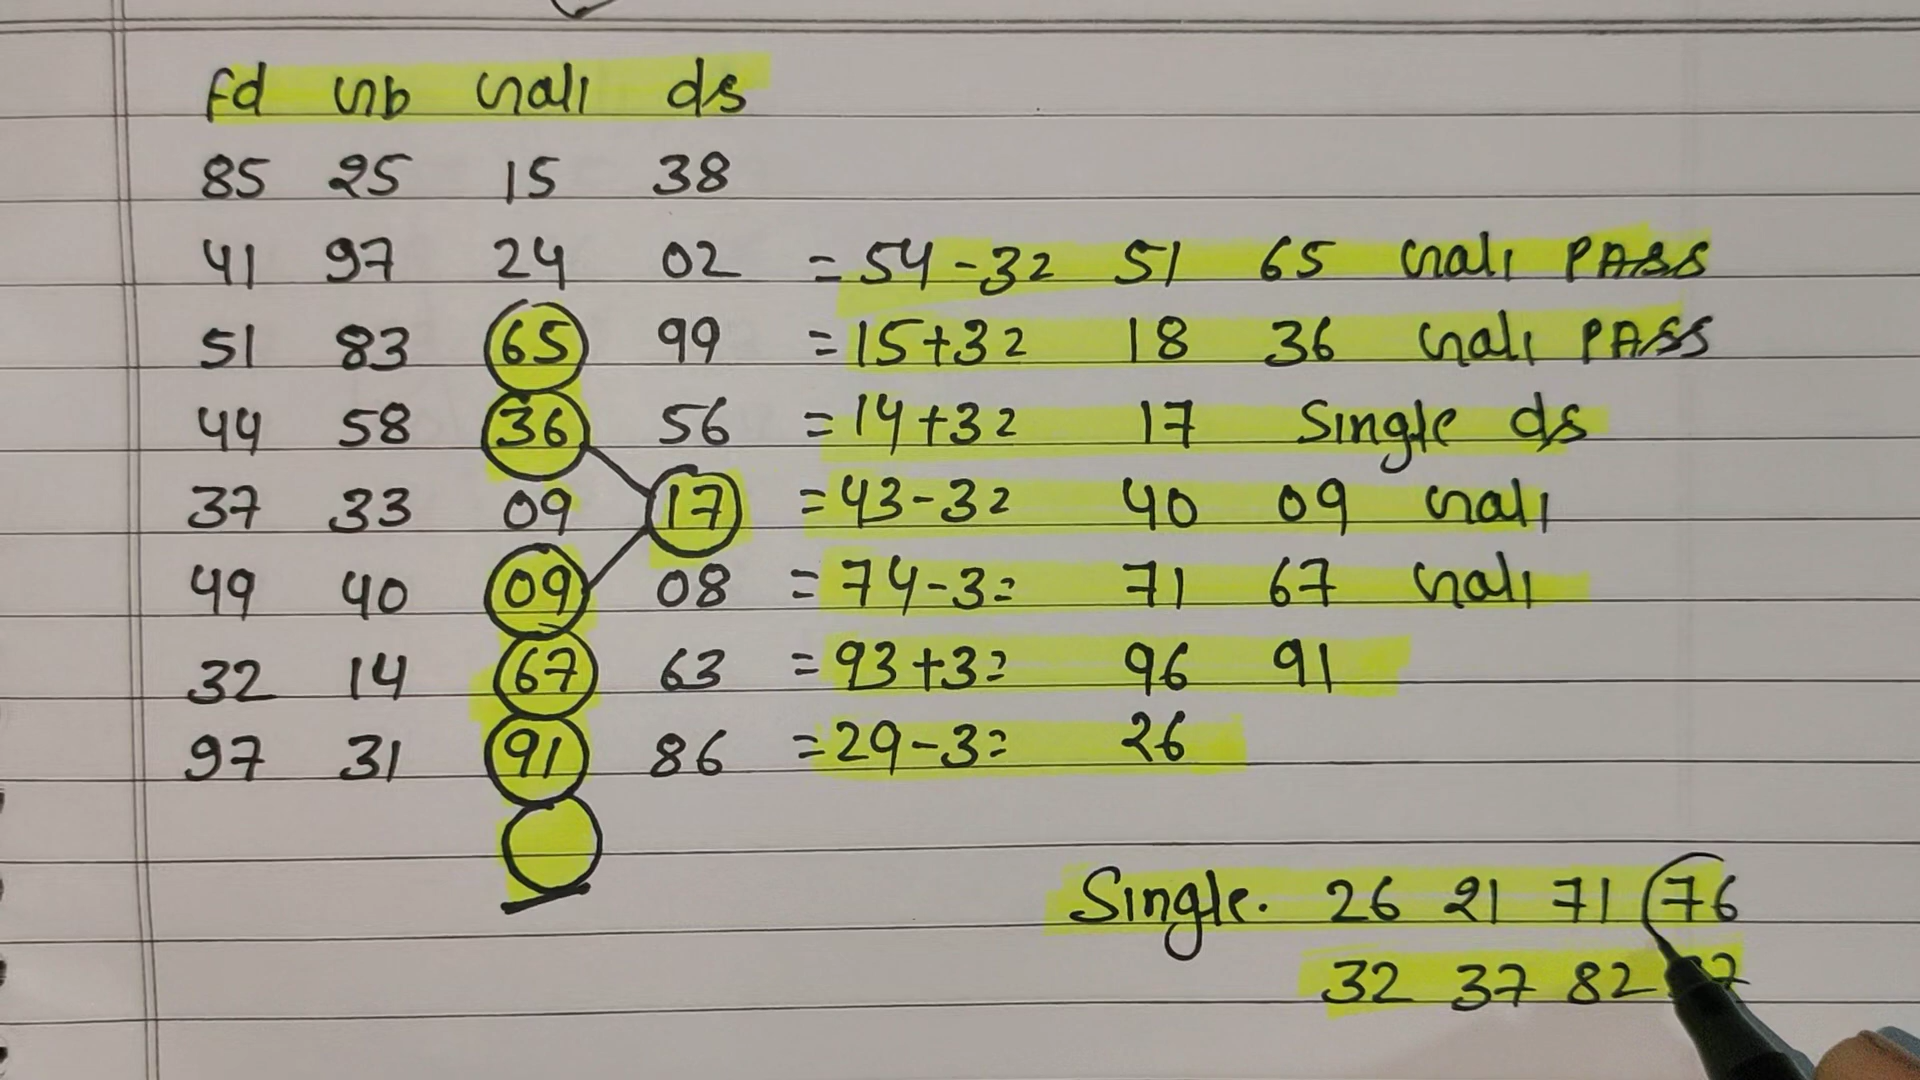 fd gb gali ds
85 25 15 38
41 97 24 02 = 54-32 51 65 gali PASS
51 83 65 99 = 15+32 18 36 gali PASS
44 58 36 56 = 14+32 17 Single ds
37 33 09 17 = 43-32 40 09 gali
49 40 09 08 = 74-3= 71 67 gali
32 14 67 63 = 93+3= 96 91
97 31 91 86 = 29-3= 26
Single. 26 21 71 76
32 37 82